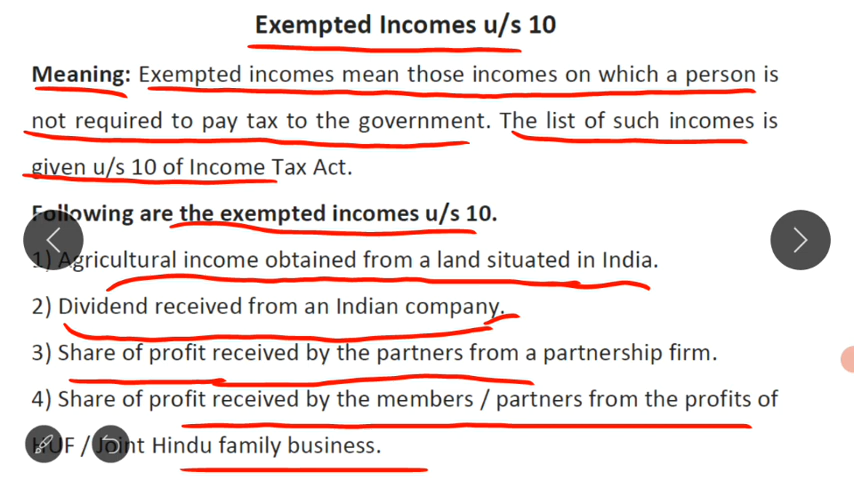 Exempted Incomes u/s 10
Meaning: Exempted incomes mean those incomes on which a person is
not required to pay tax to the government. The list of such incomes is
given u/s 10 of Income Tax Act.
Following are the exempted incomes u/s 10.
1) Agricultural income obtained from a land situated in India.
2) Dividend received from an Indian company.
3) Share of profit received by the partners from a partnership firm.
4) Share of profit received by the members / partners from the profits of
HUF / Joint Hindu family business.